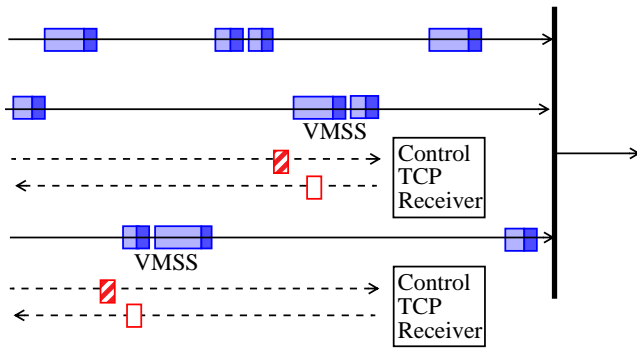 VMSS
Control
TCP
Receiver
VMSS
Control
TCP
Receiver